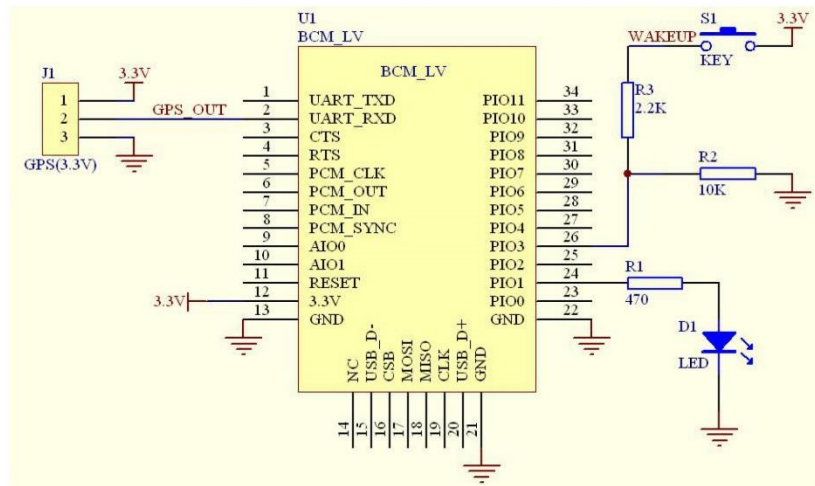 U1
BCM_LV
BCM_LV
J1
3.3V
1
2
3
GPS_OUT
GPS(3.3V)
1 UART_TXD
2 UART_RXD
3 CTS
4 RTS
5 PCM_CLK
6 PCM_OUT
7 PCM_IN
8 PCM_SYNC
9 AIO0
10 AIO1
11 RESET
3.3V 12 3.3V
13 GND
PIO11 34
PIO10 33
PIO9 32
PIO8 31
PIO7 30
PIO6 29
PIO5 28
PIO4 27
PIO3 26
PIO2 25
PIO1 24
PIO0 23
GND 22
NC 14
USB_D- 15
CSB 16
MOSI 17
MISO 18
CLK 19
USB_D+ 20
GND 21
S1
3.3V
WAKEUP
KEY
R3
2.2K
R2
10K
R1
470
D1
LED